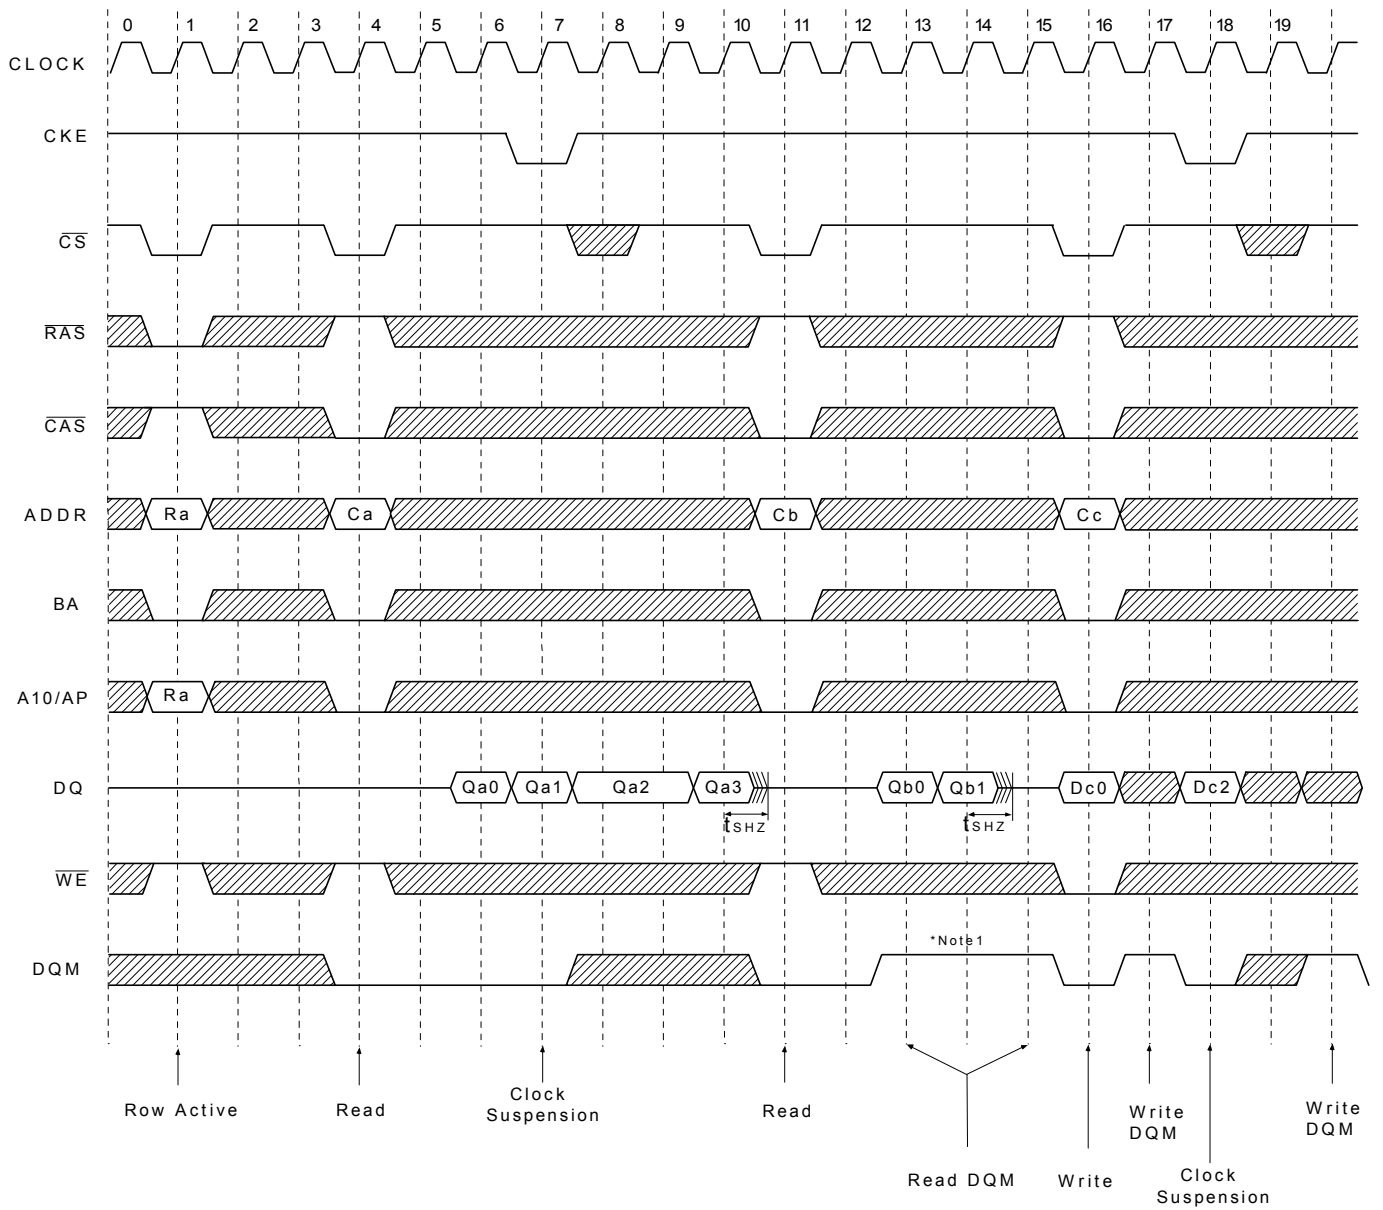 0 1 2 3 4 5 6 7 8 9 10 11 12 13 14 15 16 17 18 19
CLOCK
CKE
CS
RAS
CAS
ADDR Ra Ca Cb Cc
BA
A10/AP Ra
DQ Qa0 Qa1 Qa2 Qa3 Qb0 Qb1 Dc0 Dc2
tSHZ tSHZ
WE
*Note1
DQM
Row Active
Read
Clock
Suspension
Read
Read DQM
Write
Write
DQM
Clock
Suspension
Write
DQM